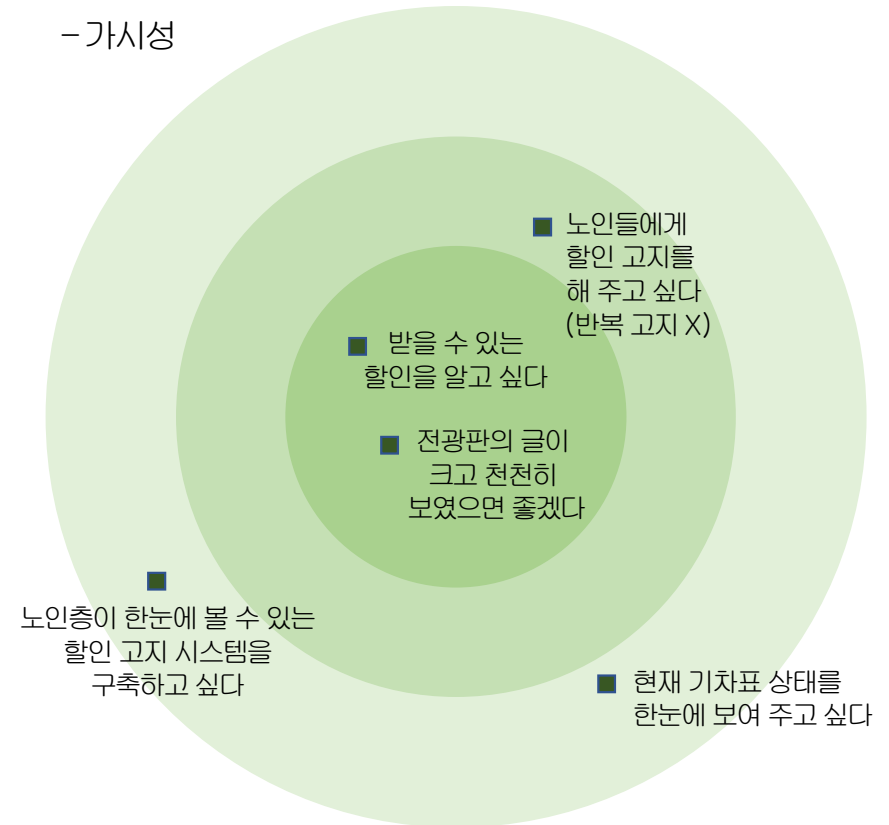 – 가시성
노인들에게
할인 고지를
해 주고 싶다
(반복 고지 X)
받을 수 있는
할인을 알고 싶다
전광판의 글이
크고 천천히
보였으면 좋겠다
노인층이 한눈에 볼 수 있는
할인 고지 시스템을
구축하고 싶다
현재 기차표 상태를
한눈에 보여 주고 싶다